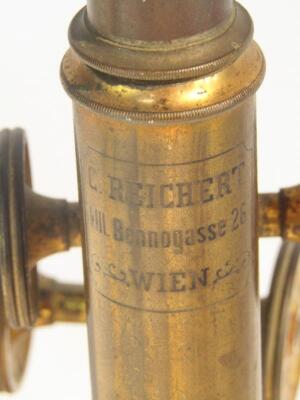 C. REICHERT
VIII. Bennogasse 26
WIEN